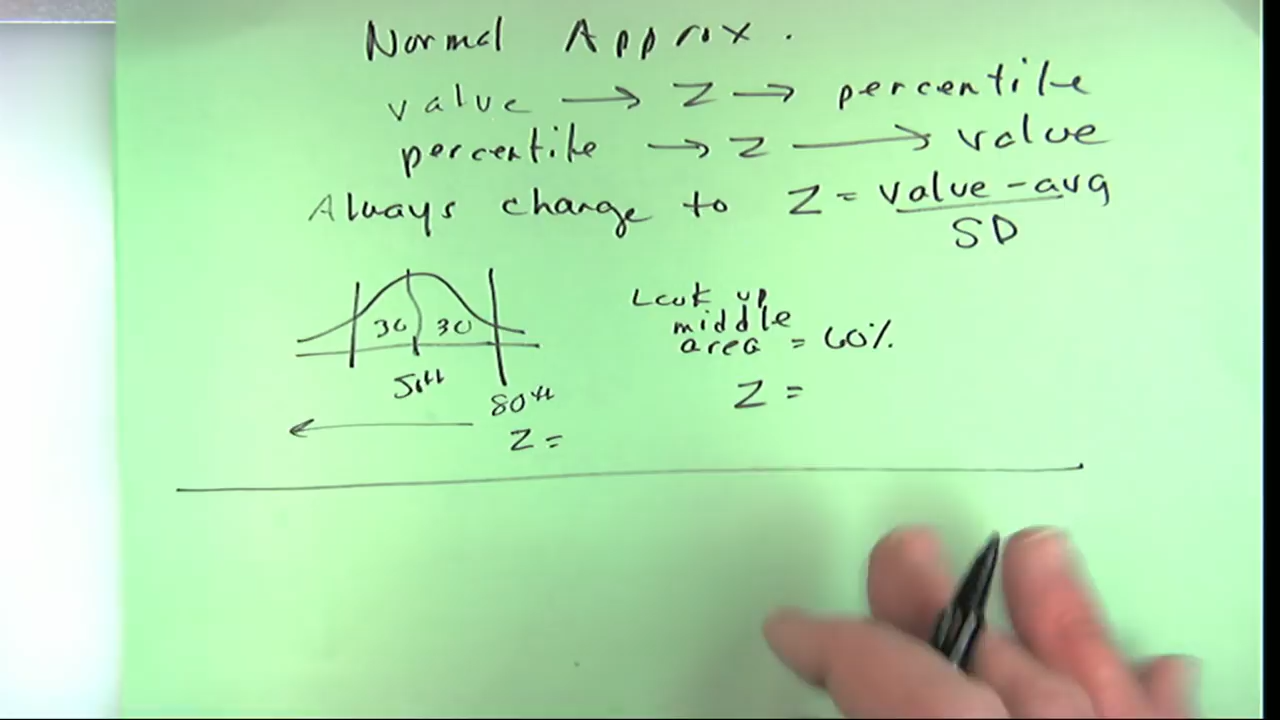 Normal Approx.
value → Z → percentile
percentile → Z → value
Always change to Z = value - avg
SD
30 30
50th
80th
Z =
Look up
middle
area = 60%
Z =